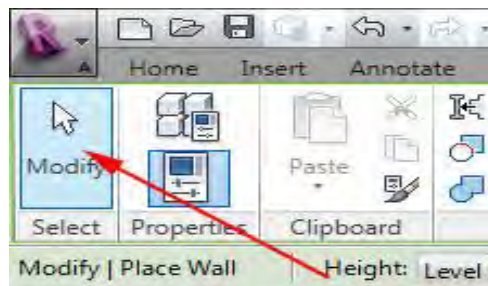 A
Home Insert Annotate
Modify
Paste
Select Properties Clipboard
Modify | Place Wall Height: Level